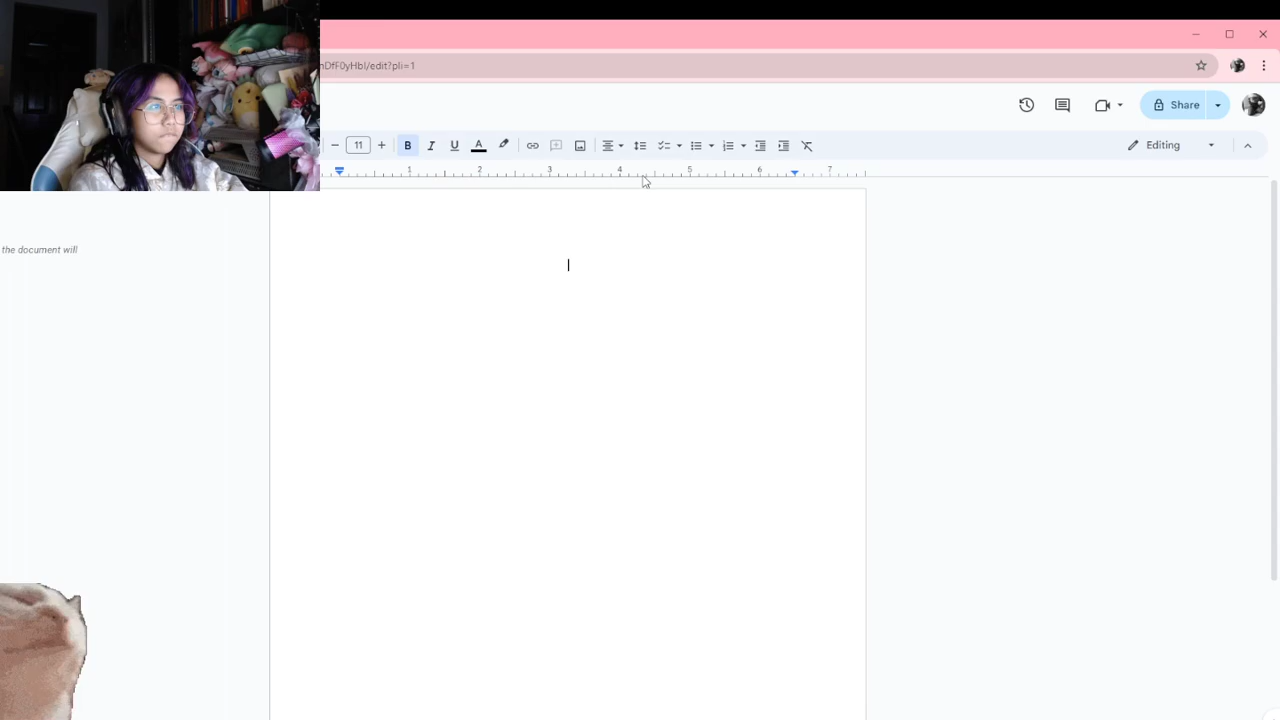 nDfF0yHbI/edit?pli=1
Share
11
B
I
U
A
Editing
1 2 3 4 5 6 7
the document will